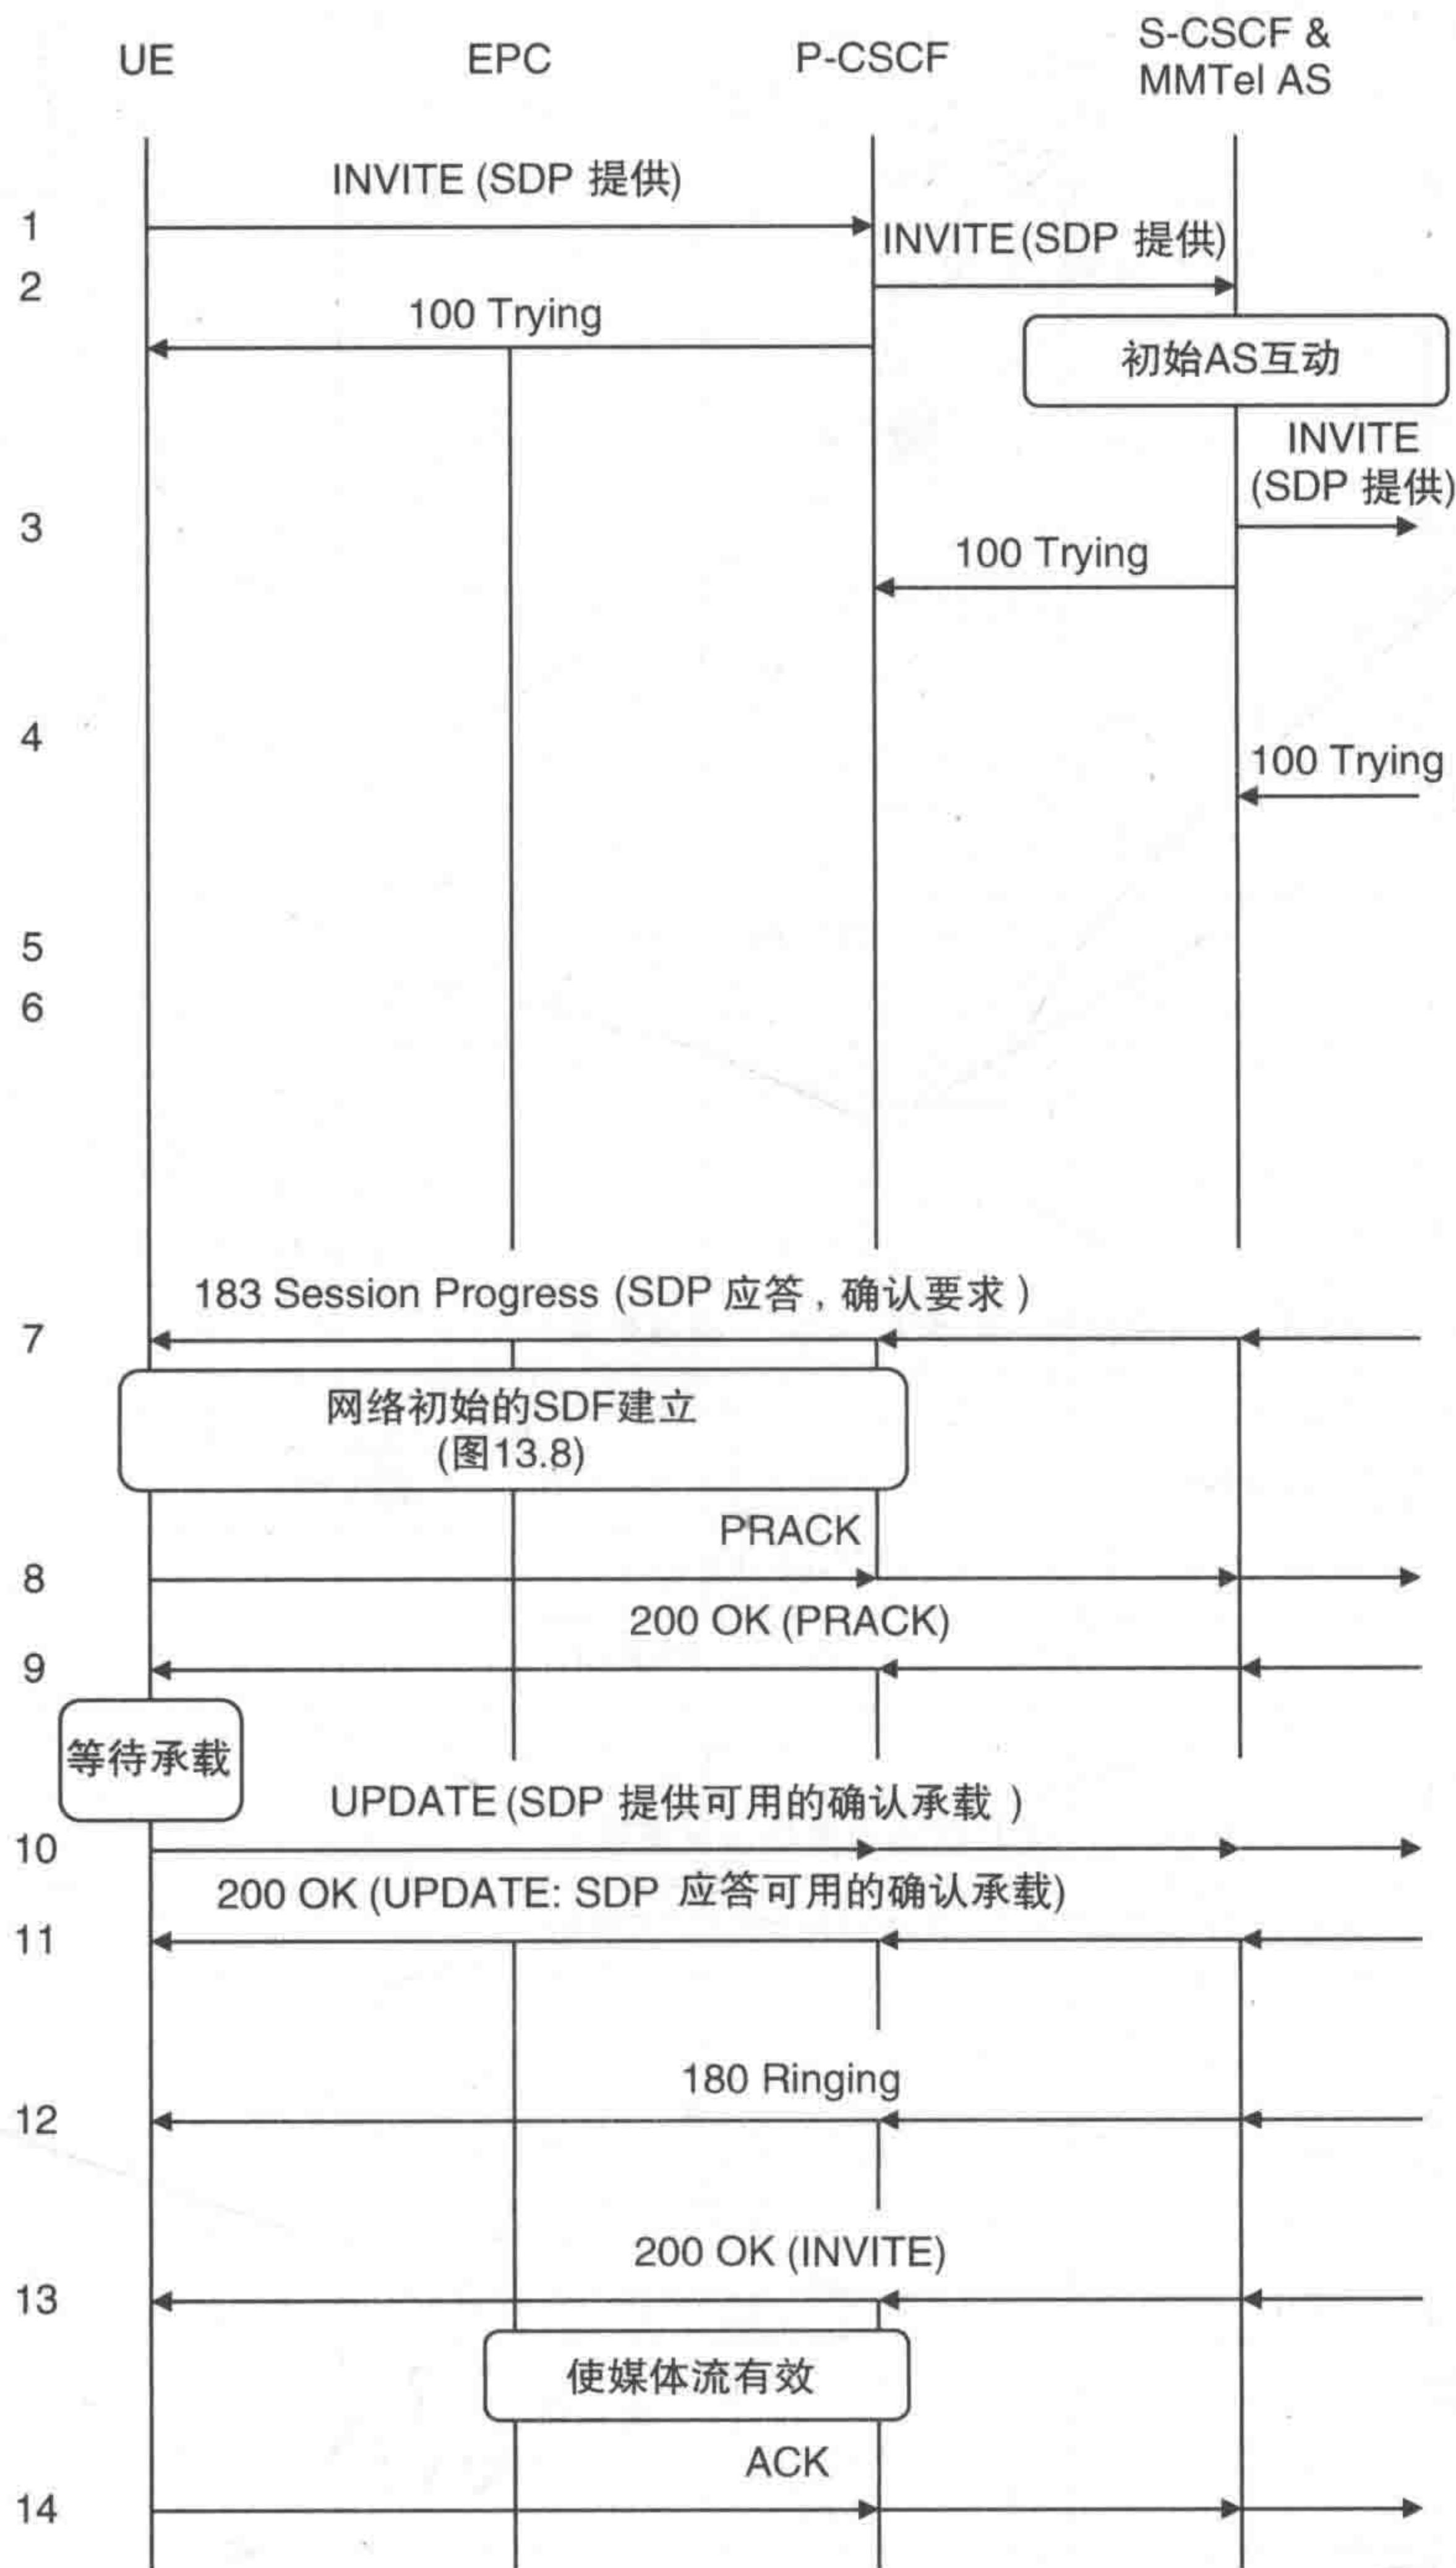 UE
EPC
P-CSCF
S-CSCF &
MMTel AS
INVITE (SDP 提供)
1
INVITE (SDP 提供)
2
100 Trying
初始AS互动
INVITE
(SDP 提供)
3
100 Trying
4
100 Trying
5
6
183 Session Progress (SDP 应答, 确认要求 )
7
网络初始的SDF建立
(图13.8)
PRACK
8
200 OK (PRACK)
9
等待承载
UPDATE (SDP 提供可用的确认承载 )
10
200 OK (UPDATE: SDP 应答可用的确认承载)
11
180 Ringing
12
200 OK (INVITE)
13
使媒体流有效
ACK
14